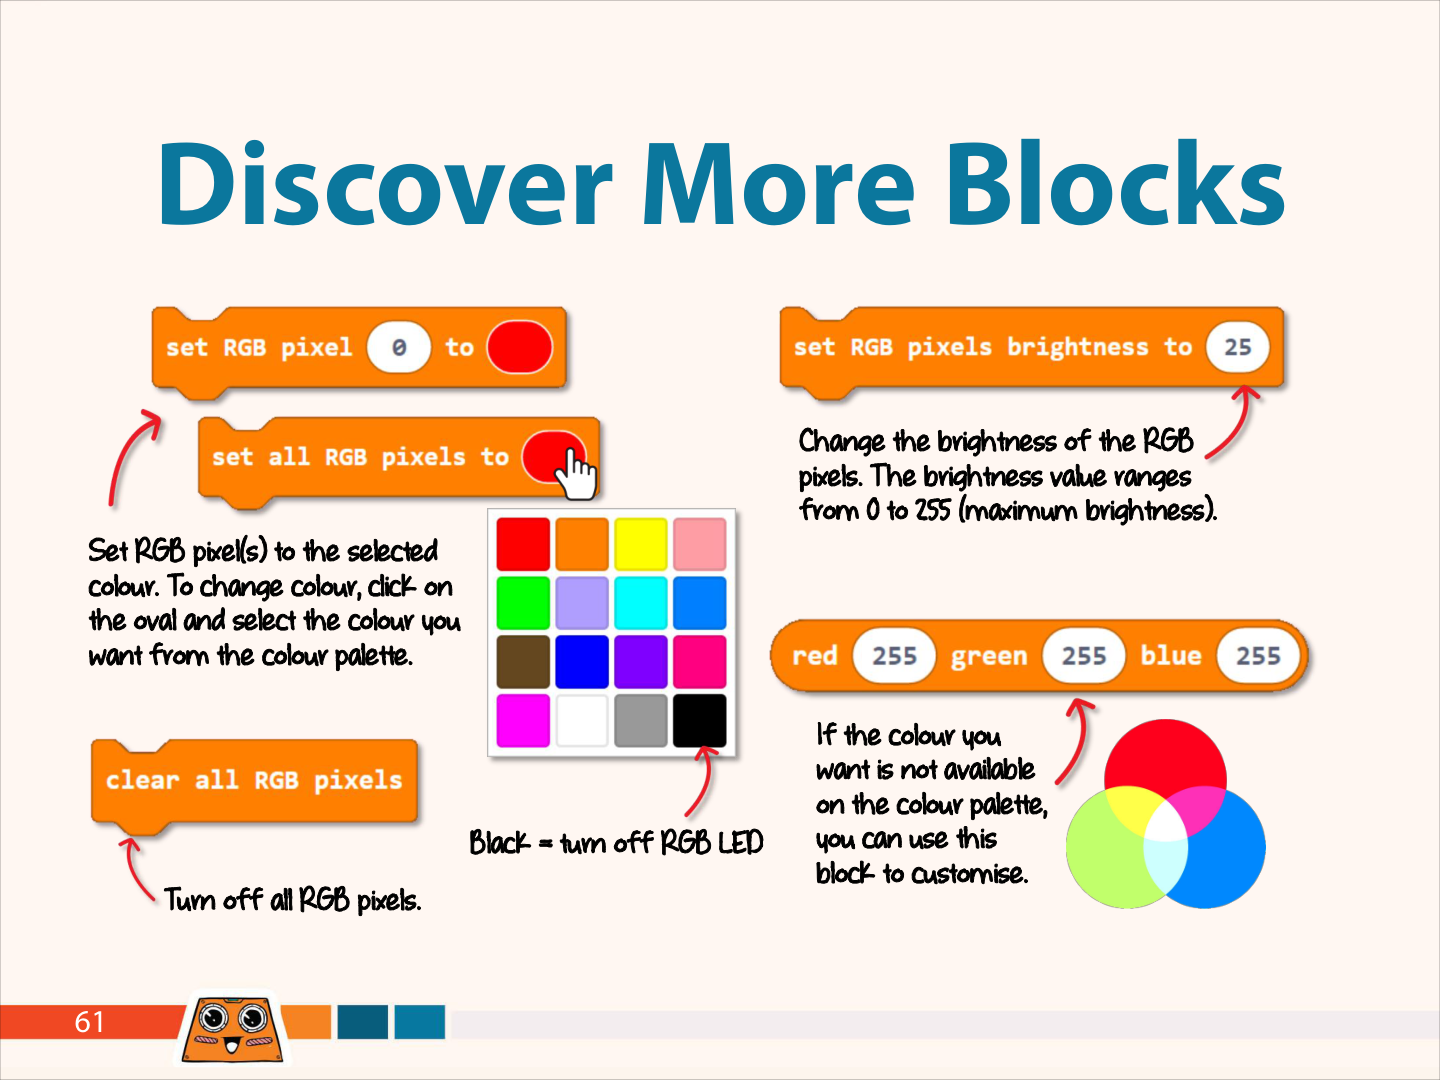 Discover More Blocks
set RGB pixel 0 to
set all RGB pixels to
Set RGB pixel(s) to the selected
colour. To change colour, click on
the oval and select the colour you
want from the colour palette.
clear all RGB pixels
Turn off all RGB pixels.
Black = turn off RGB LED
set RGB pixels brightness to 25
Change the brightness of the RGB
pixels. The brightness value ranges
from 0 to 255 (maximum brightness).
red 255 green 255 blue 255
If the colour you
want is not available
on the colour palette,
you can use this
block to customise.
61